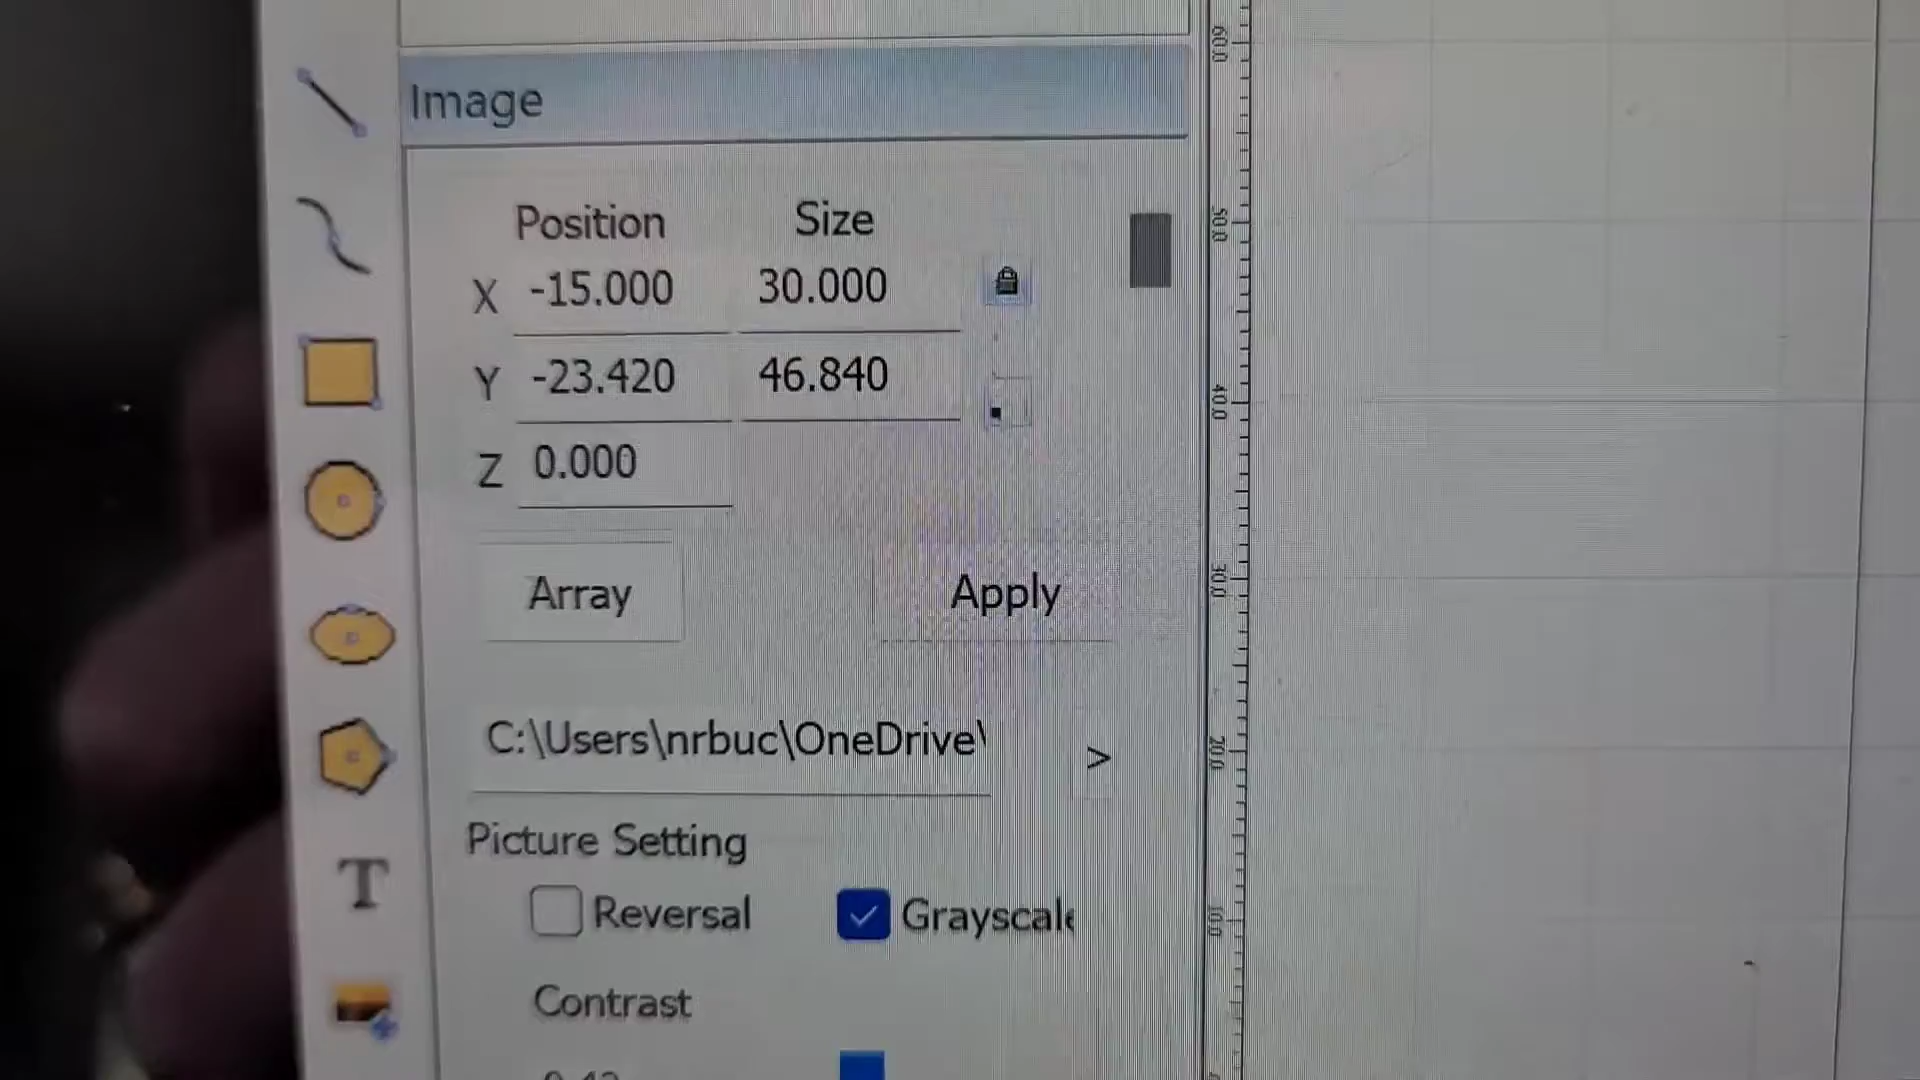 Image
Position Size
X -15.000 30.000
Y -23.420 46.840
Z 0.000
Array Apply
C:\Users\nrbuc\OneDrive\
>
Picture Setting
Reversal Grayscale
Contrast
T
60.0
50.0
40.0
30.0
20.0
10.0